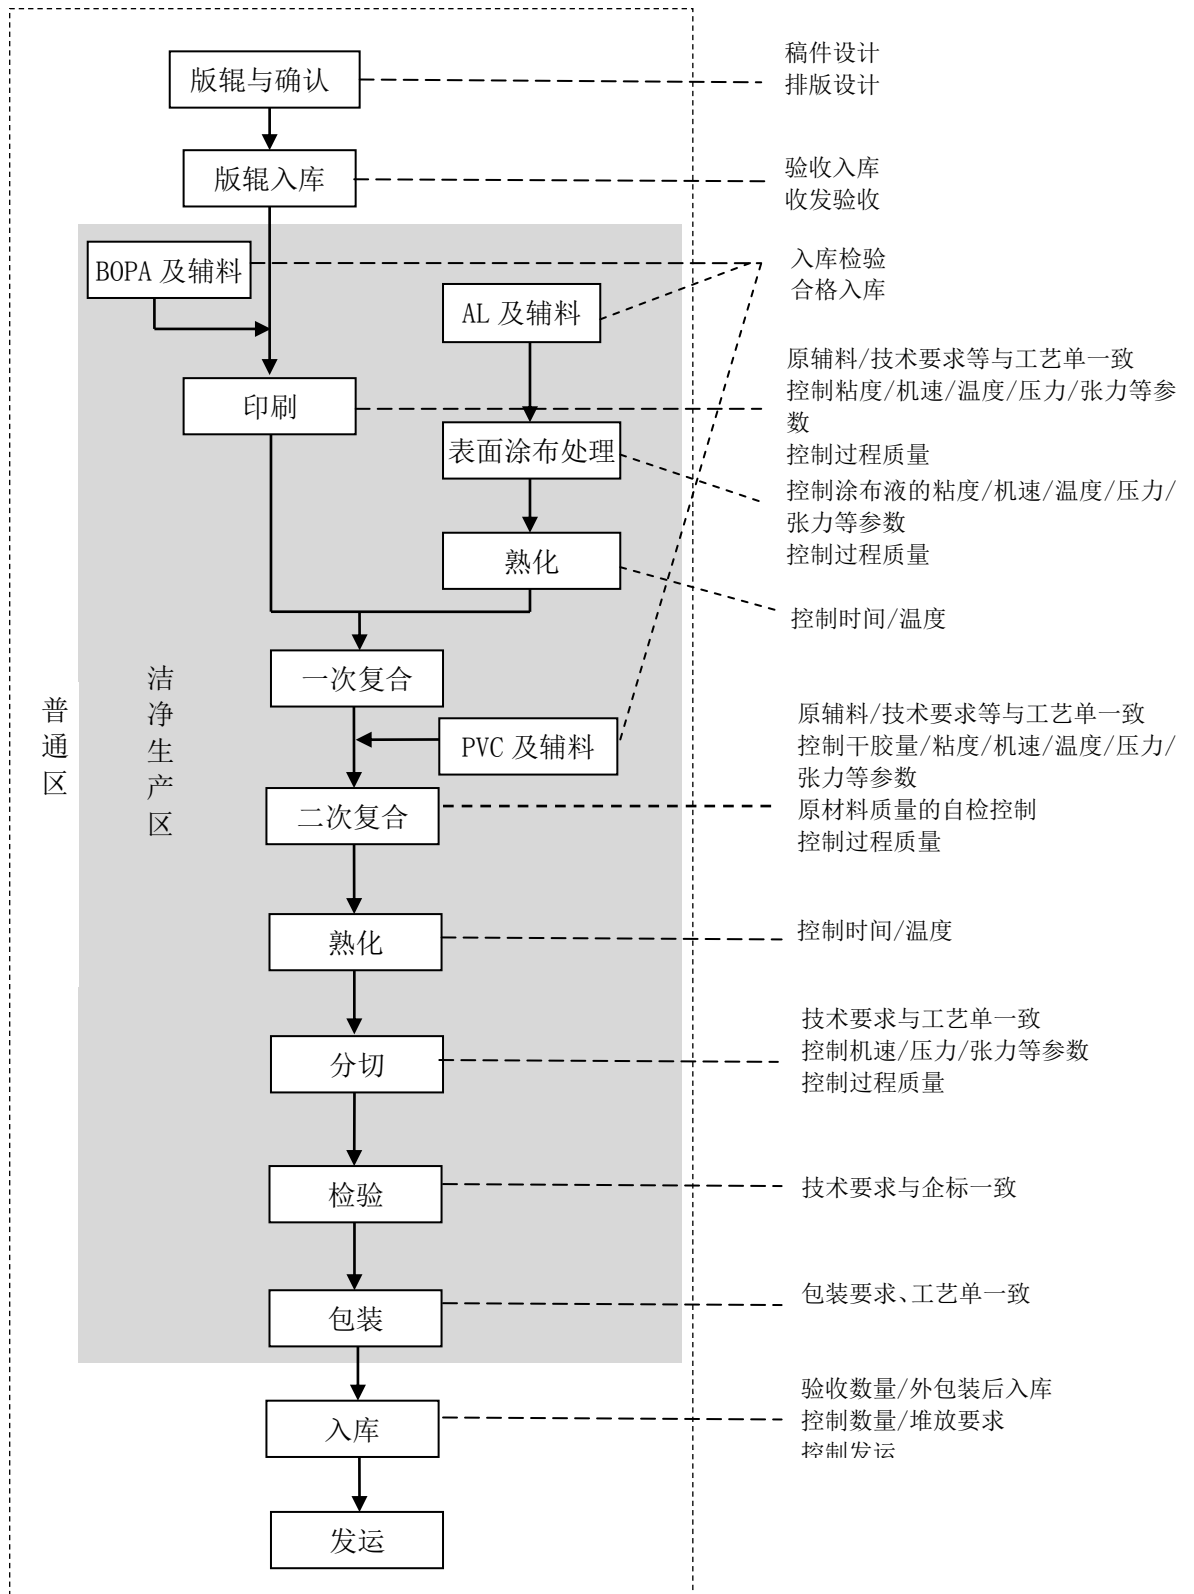 版辊与确认
稿件设计
排版设计
版辊入库
验收入库
收发验收
BOPA 及辅料
AL 及辅料
入库检验
合格入库
印刷
原辅料/技术要求等与工艺单一致
控制粘度/机速/温度/压力/张力等参
数
控制过程质量
表面涂布处理
控制涂布液的粘度/机速/温度/压力/
张力等参数
控制过程质量
熟化
控制时间/温度
一次复合
普通区
洁净生产区
PVC 及辅料
原辅料/技术要求等与工艺单一致
控制干胶量/粘度/机速/温度/压力/
张力等参数
原材料质量的自检控制
控制过程质量
二次复合
熟化
控制时间/温度
分切
技术要求与工艺单一致
控制机速/压力/张力等参数
控制过程质量
检验
技术要求与企标一致
包装
包装要求、工艺单一致
入库
验收数量/外包装后入库
控制数量/堆放要求
控制发运
发运